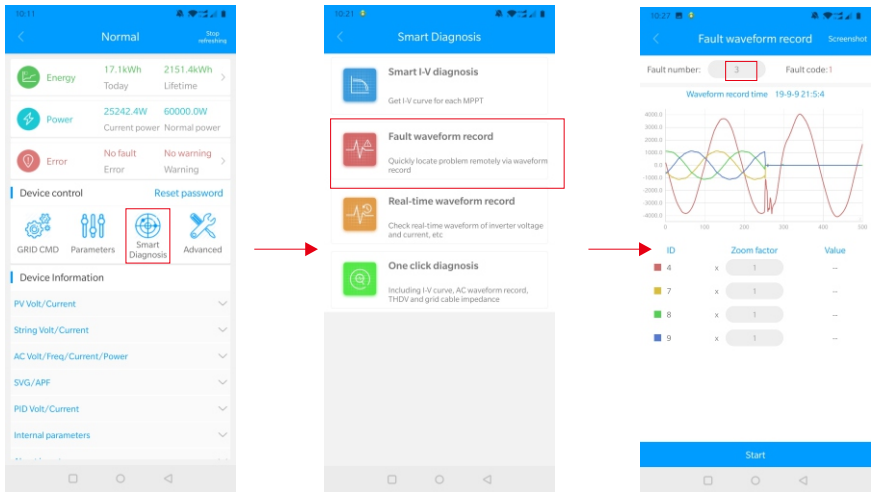 10:11
Normal
Stop refreshing
Energy
17.1kWh 2151.4kWh
Today Lifetime
Power
25242.4W 60000.0W
Current power Normal power
Error
No fault No warning
Error Warning
Device control Reset password
GRID CMD Parameters Smart Diagnosis Advanced
Device Information
PV Volt/Current
String Volt/Current
AC Volt/Freq/Current/Power
SVG/APF
PID Volt/Current
Internal parameters
10:21
Smart Diagnosis
Smart I-V diagnosis
Get I-V curve for each MPPT
Fault waveform record
Quickly locate problem remotely via waveform
record
Real-time waveform record
Check real-time waveform of inverter voltage
and current, etc
One click diagnosis
Including I-V curve, AC waveform record,
THDV and grid cable impedance
10:27
Fault waveform record Screenshot
Fault number: 3 Fault code:1
Waveform record time 19-9-9 21:5:4
4000.0
3000.0
2000.0
1000.0
0.0
-1000.0
-2000.0
-3000.0
-4000.0
0 100 200 300 400 500
ID Zoom factor Value
4 x 1 --
7 x 1 --
8 x 1 --
9 x 1 --
Start